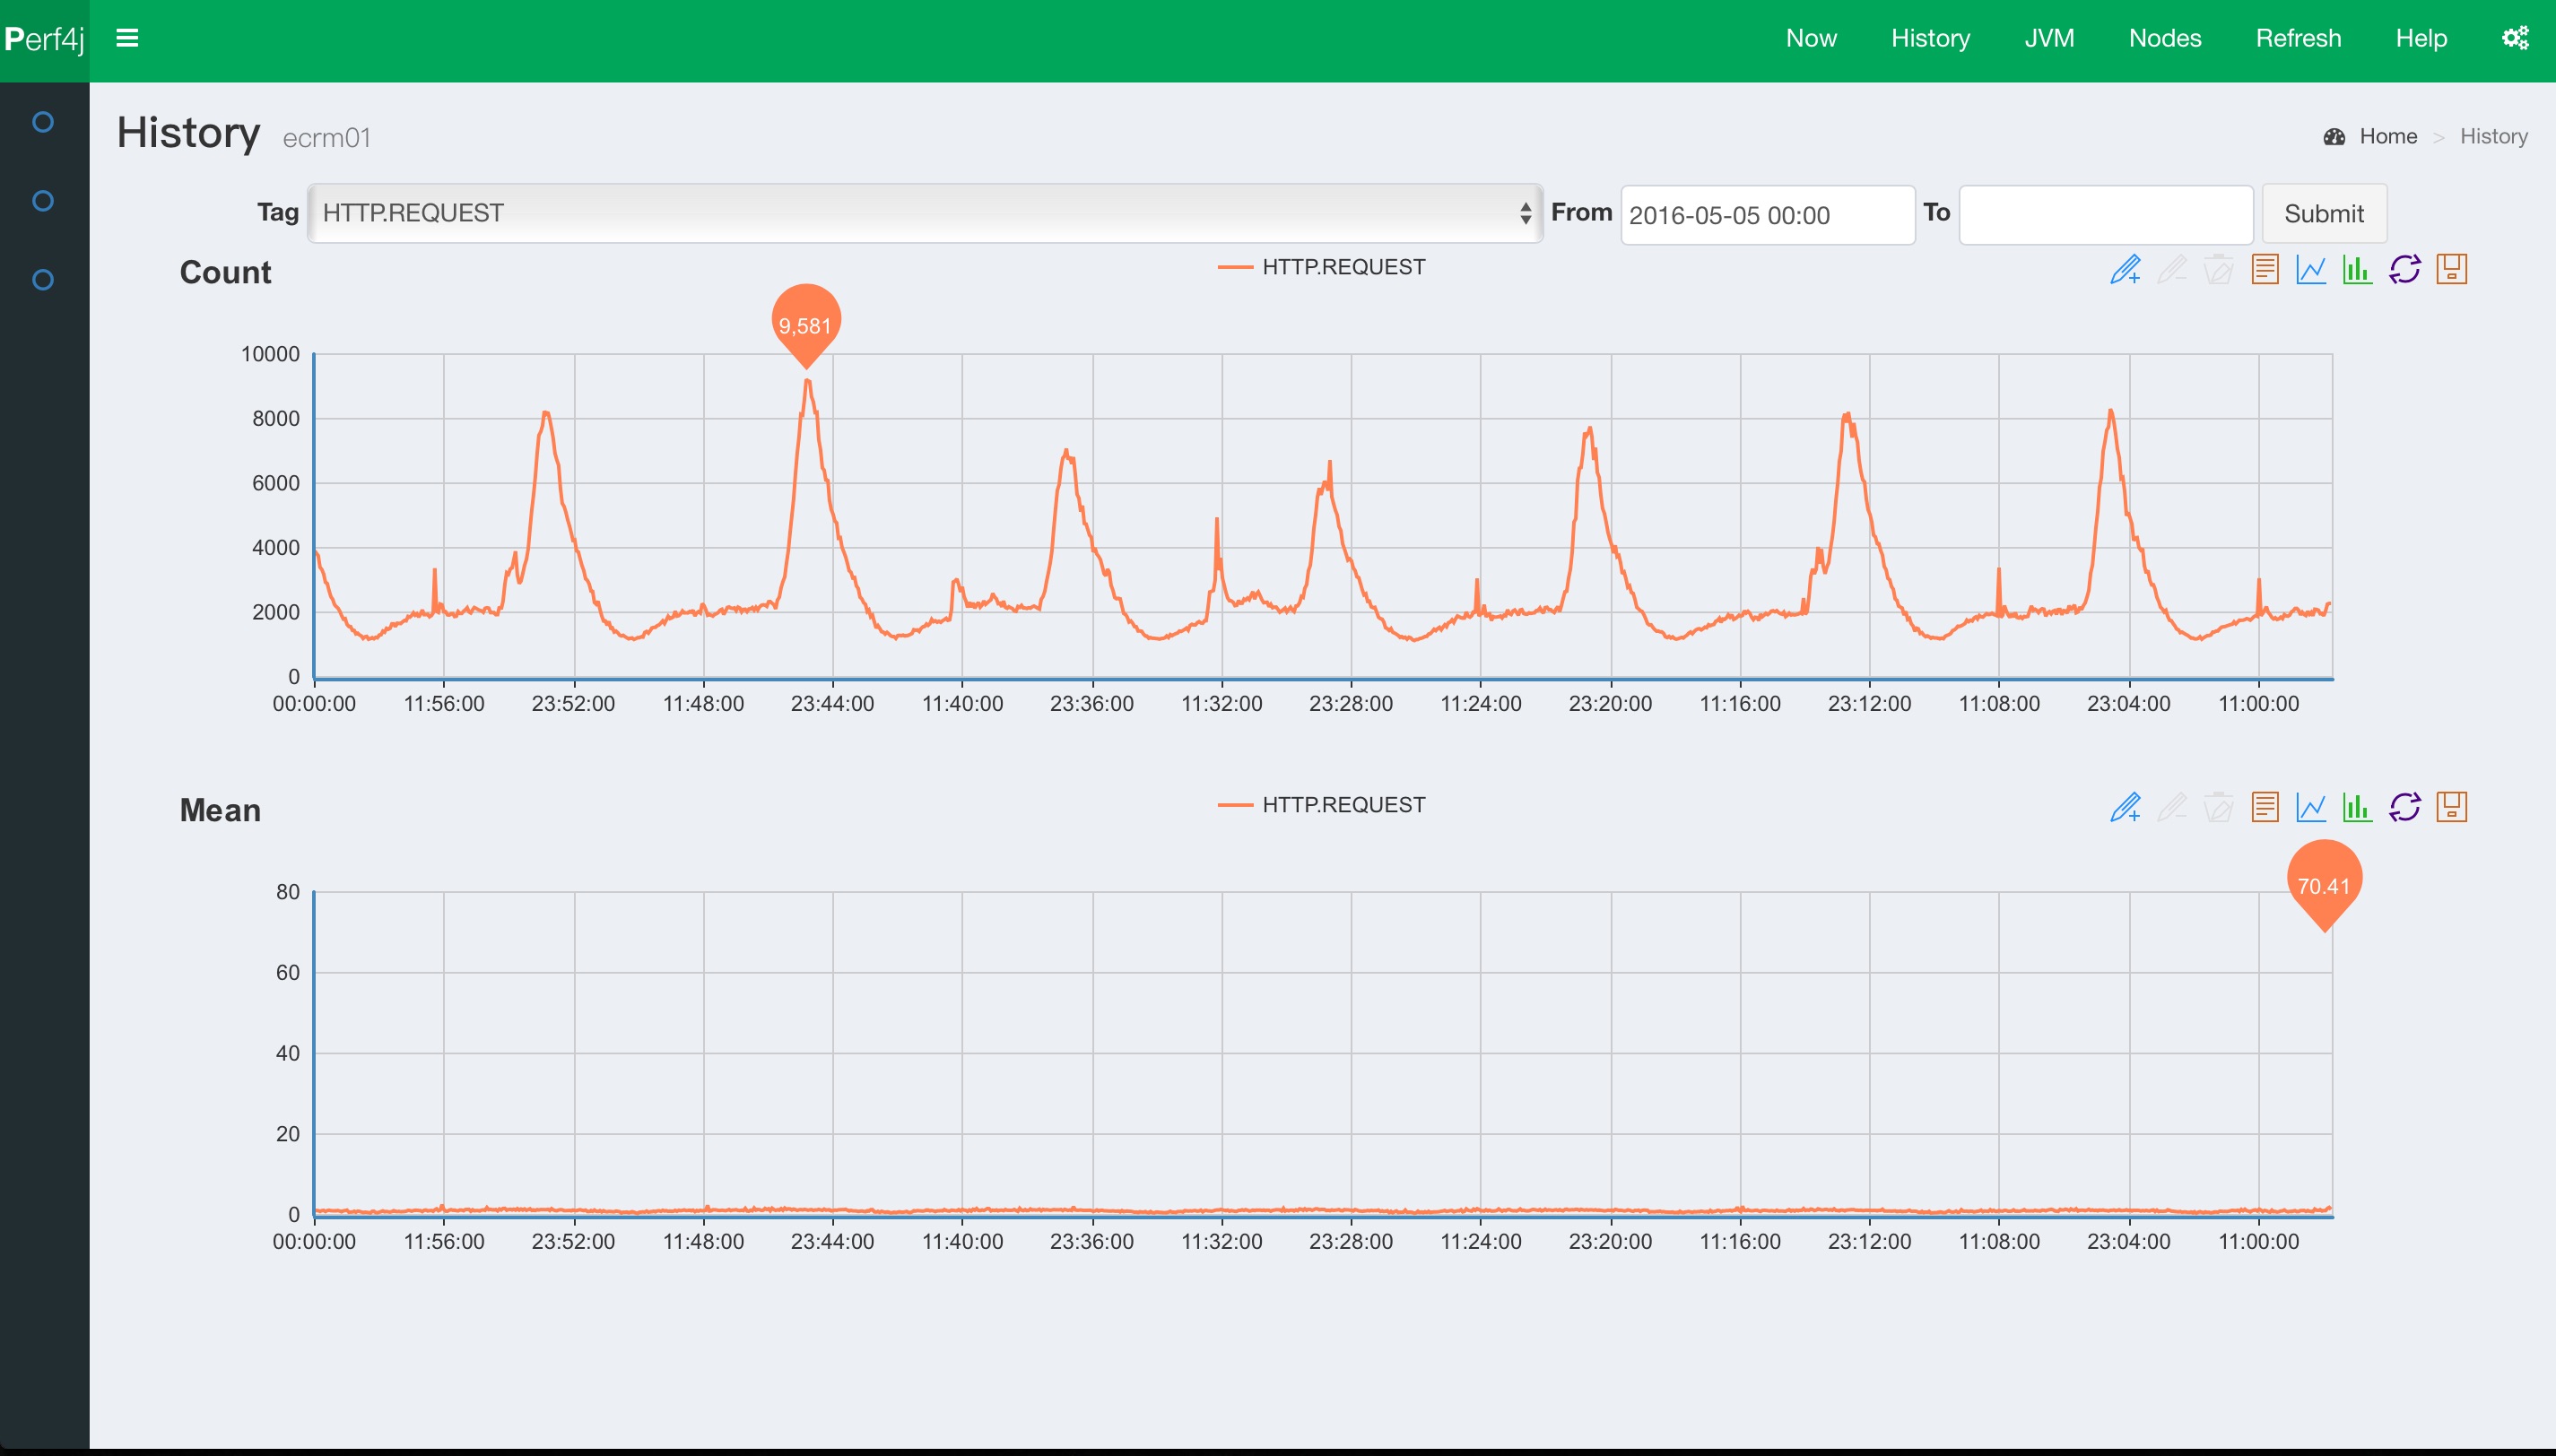 Perf4j
Now History JVM Nodes Refresh Help
History ecrm01
Home > History
Tag HTTP.REQUEST From 2016-05-05 00:00 To Submit
Count
HTTP.REQUEST
9,581
10000
8000
6000
4000
2000
0
00:00:00 11:56:00 23:52:00 11:48:00 23:44:00 11:40:00 23:36:00 11:32:00 23:28:00 11:24:00 23:20:00 11:16:00 23:12:00 11:08:00 23:04:00 11:00:00
Mean
HTTP.REQUEST
70.41
80
60
40
20
0
00:00:00 11:56:00 23:52:00 11:48:00 23:44:00 11:40:00 23:36:00 11:32:00 23:28:00 11:24:00 23:20:00 11:16:00 23:12:00 11:08:00 23:04:00 11:00:00